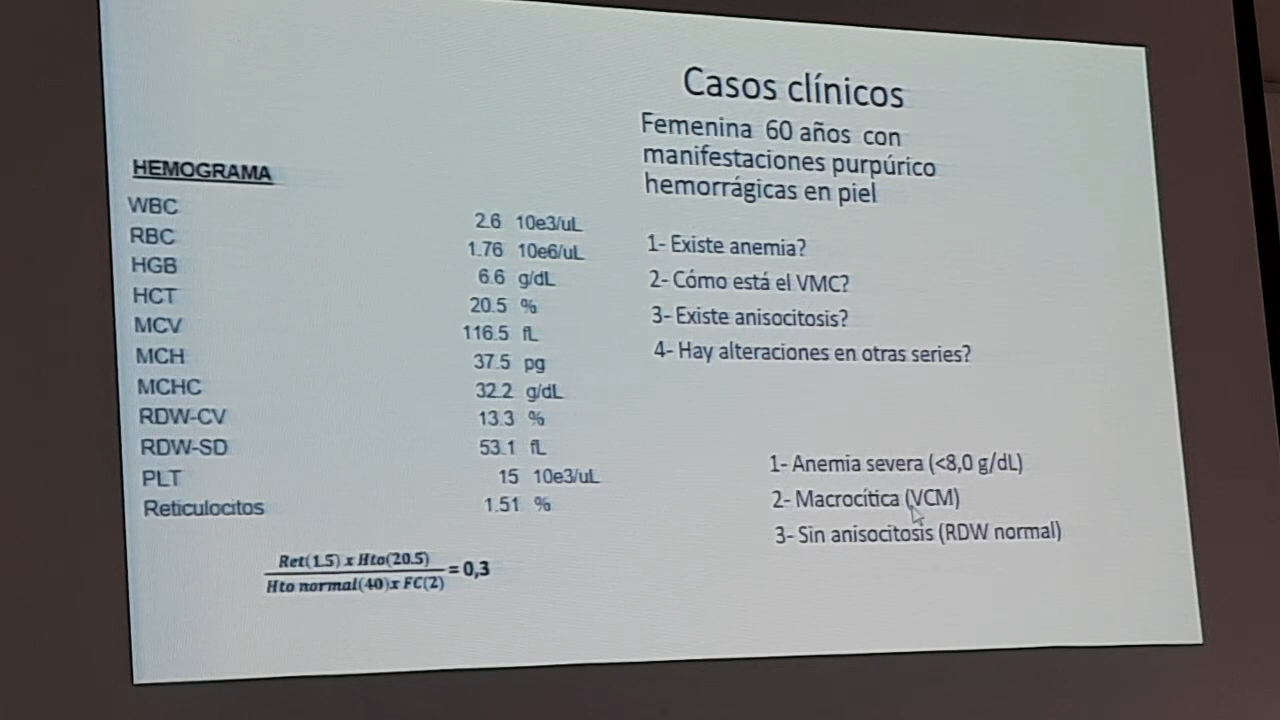 Casos clínicos
Femenina 60 años con
manifestaciones purpúrico
hemorrágicas en piel
HEMOGRAMA
WBC 2.6 10e3/uL
RBC 1.76 10e6/uL
HGB 6.6 g/dL
HCT 20.5 %
MCV 116.5 fL
MCH 37.5 pg
MCHC 32.2 g/dL
RDW-CV 13.3 %
RDW-SD 53.1 fL
PLT 15 10e3/uL
Reticulocitos 1.51 %
Ret(1.5) x Hto(20.5)
Hto normal(40)x FC(2)
= 0,3
1- Existe anemia?
2- Cómo está el VMC?
3- Existe anisocitosis?
4- Hay alteraciones en otras series?
1- Anemia severa (<8,0 g/dL)
2- Macrocítica (VCM)
3- Sin anisocitosis (RDW normal)